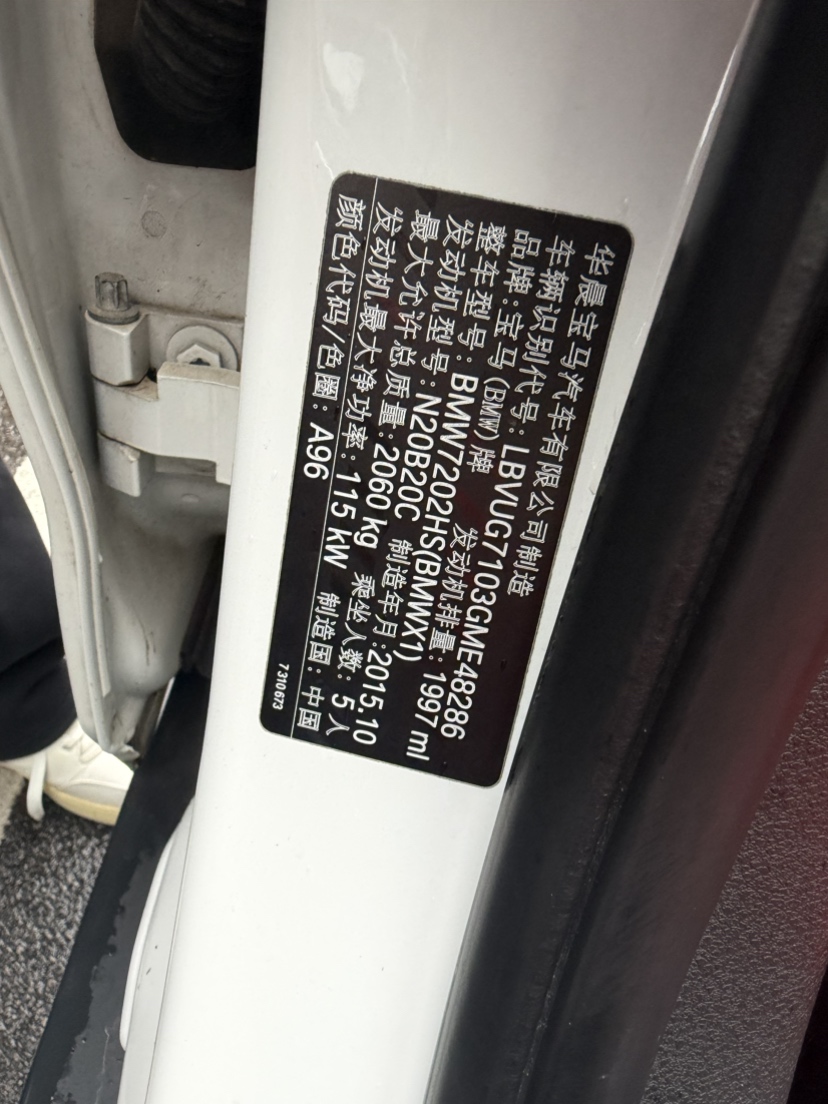 华晨宝马汽车有限公司制造
车辆识别代号: LBVUG7103GME48286
品牌: 宝马(BMW)牌 发动机排量: 1997 ml
整车型号: BMW7202HS(BMWX1)
发动机型号: N20B20C 制造年月: 2015.10
最大允许总质量: 2060 kg 乘坐人数: 5 人
发动机最大净功率: 115 kW 制造国: 中国
颜色代码/色圈: A96
7310673